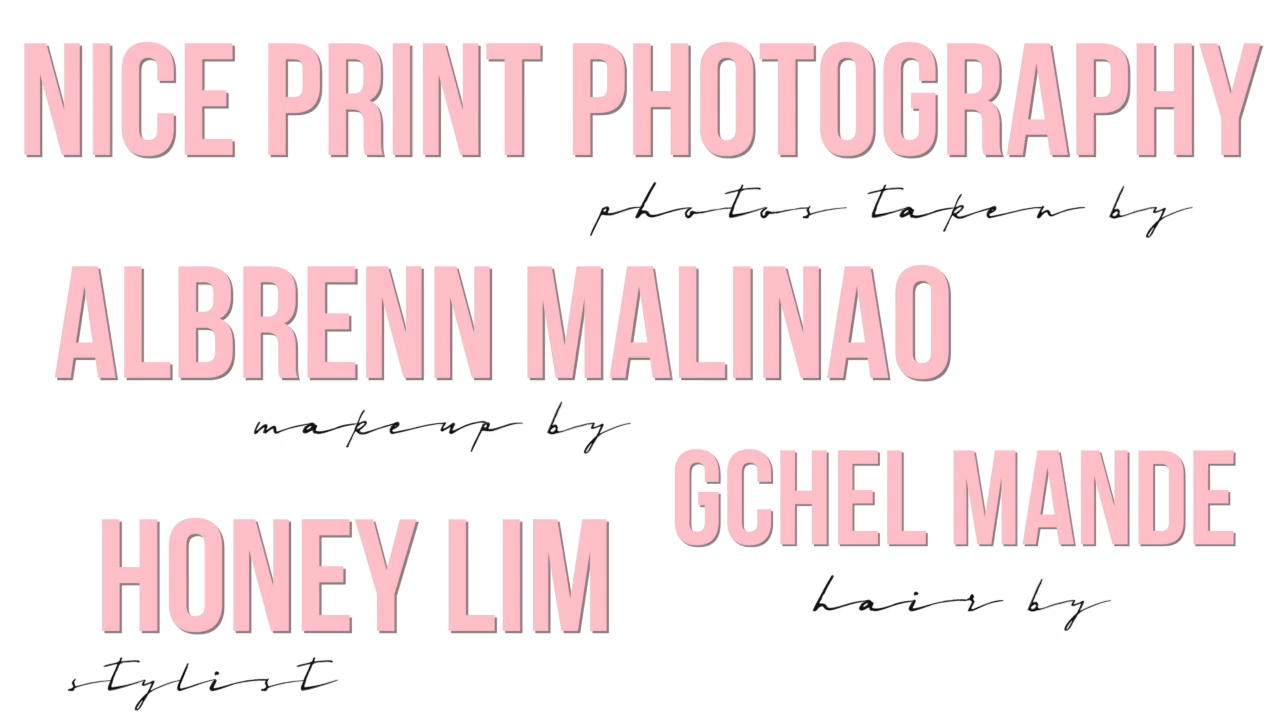 NICE PRINT PHOTOGRAPHY
photos taken by
ALBRENN MALINAO
makeup by
GCHEL MANDE
hair by
HONEY LIM
stylist